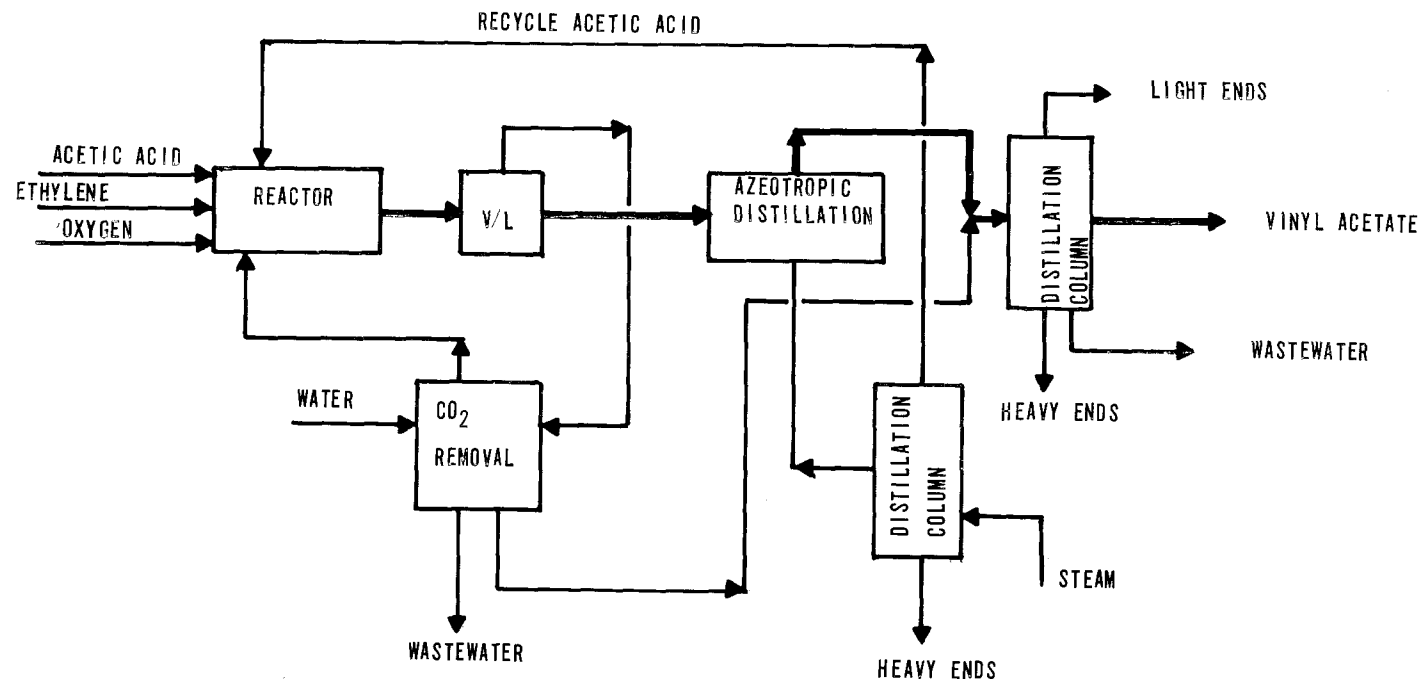 RECYCLE ACETIC ACID
LIGHT ENDS
ACETIC ACID
ETHYLENE
OXYGEN
REACTOR
V/L
AZEOTROPIC
DISTILLATION
DISTILLATION
COLUMN
VINYL ACETATE
WASTEWATER
HEAVY ENDS
WATER
CO2
REMOVAL
DISTILLATION
COLUMN
STEAM
WASTEWATER
HEAVY ENDS